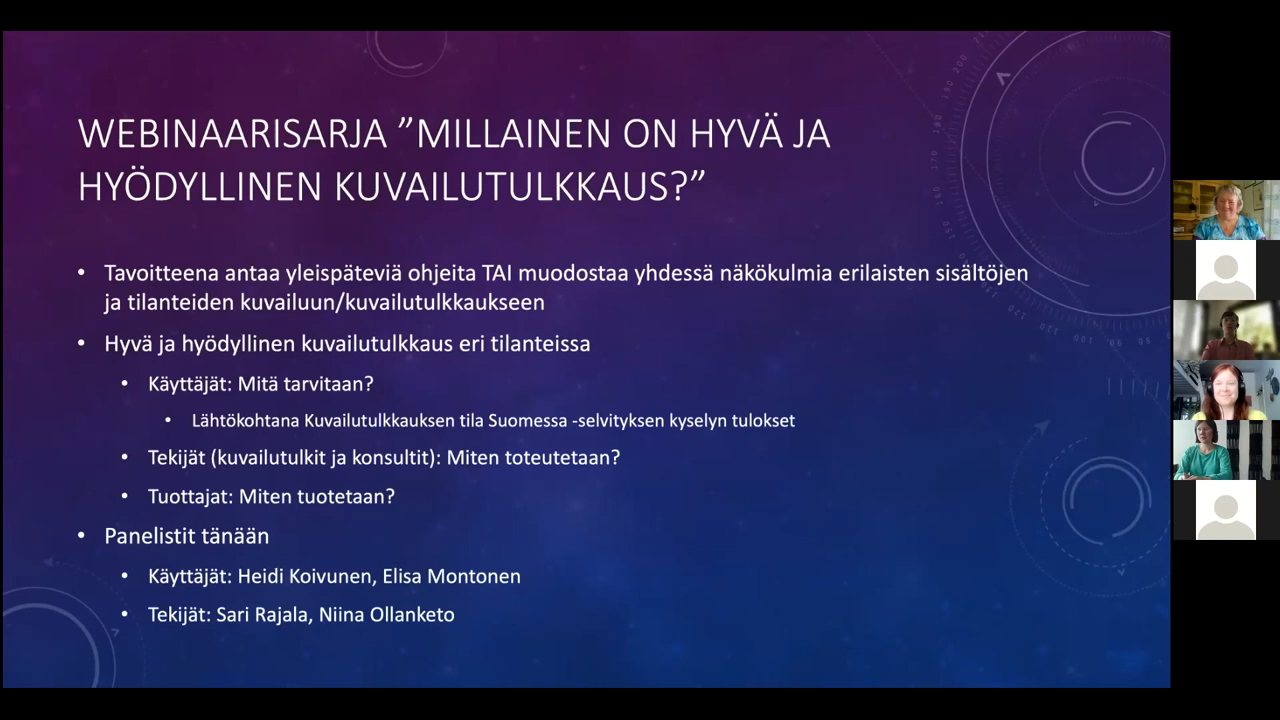 WEBINAARISARJA ”MILLAINEN ON HYVÄ JA
HYÖDYLLINEN KUVAILUTULKKAUS?”
• Tavoitteena antaa yleispäteviä ohjeita TAI muodostaa yhdessä näkökulmia erilaisten sisältöjen
ja tilanteiden kuvailuun/kuvailutulkkaukseen
• Hyvä ja hyödyllinen kuvailutulkkaus eri tilanteissa
• Käyttäjät: Mitä tarvitaan?
• Lähtökohtana Kuvailutulkkauksen tila Suomessa -selvityksen kyselyn tulokset
• Tekijät (kuvailutulkit ja konsultit): Miten toteutetaan?
• Tuottajat: Miten tuotetaan?
• Panelistit tänään
• Käyttäjät: Heidi Koivunen, Elisa Montonen
• Tekijät: Sari Rajala, Niina Ollanketo